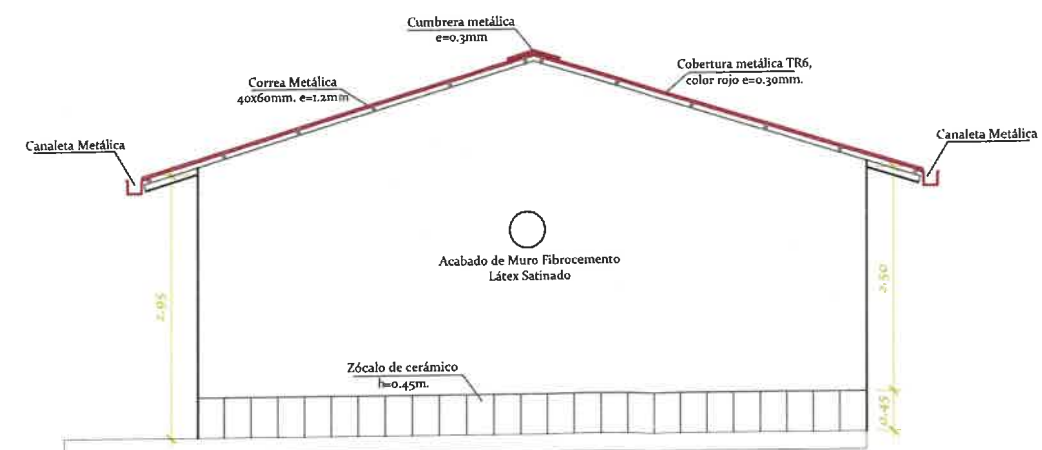 Cumbrera metálica
e=0.3mm
Correa Metálica
40x60mm. e=1.2mm
Cobertura metálica TR6,
color rojo e=0.30mm.
Canaleta Metálica
Canaleta Metálica
Acabado de Muro Fibrocemento
Látex Satinado
2.95
2.50
Zócalo de cerámico
h=0.45m.
0.45